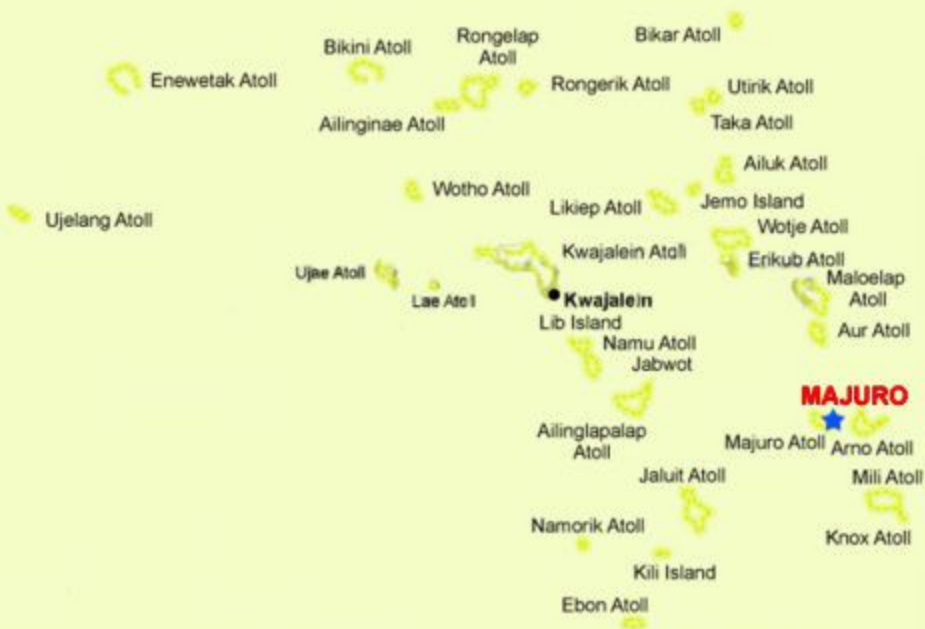 Bikini Atoll
Rongelap
Atoll
Bikar Atoll
Enewetak Atoll
Rongerik Atoll
Utirik Atoll
Ailinginae Atoll
Taka Atoll
Ailuk Atoll
Wotho Atoll
Likiep Atoll
Jemo Island
Ujelang Atoll
Wotje Atoll
Kwajalein Atoll
Erikub Atoll
Ujae Atoll
Maloelap
Atoll
Lae Atoll
Kwajalein
Lib Island
Aur Atoll
Namu Atoll
Jabwot
MAJURO
Ailinglapalap
Atoll
Majuro Atoll
Arno Atoll
Jaluit Atoll
Mili Atoll
Namorik Atoll
Knox Atoll
Kili Island
Ebon Atoll